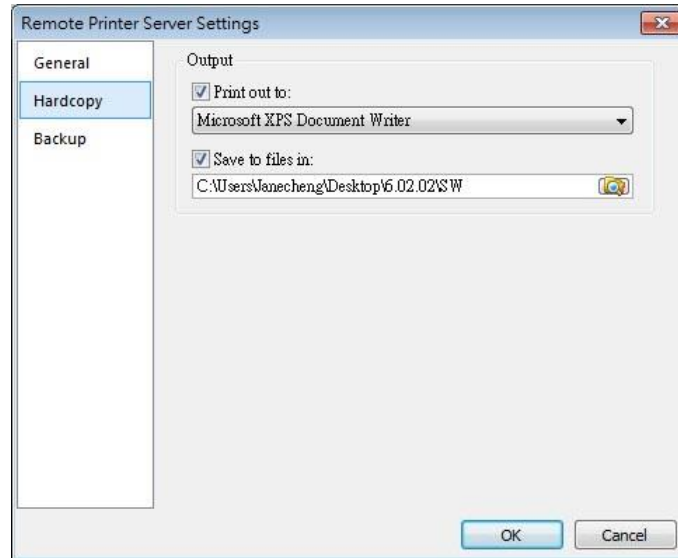 Remote Printer Server Settings
General
Hardcopy
Backup
Output
Print out to:
Microsoft XPS Document Writer
Save to files in:
C:\Users\Janecheng\Desktop\6.02.02\SW
OK
Cancel